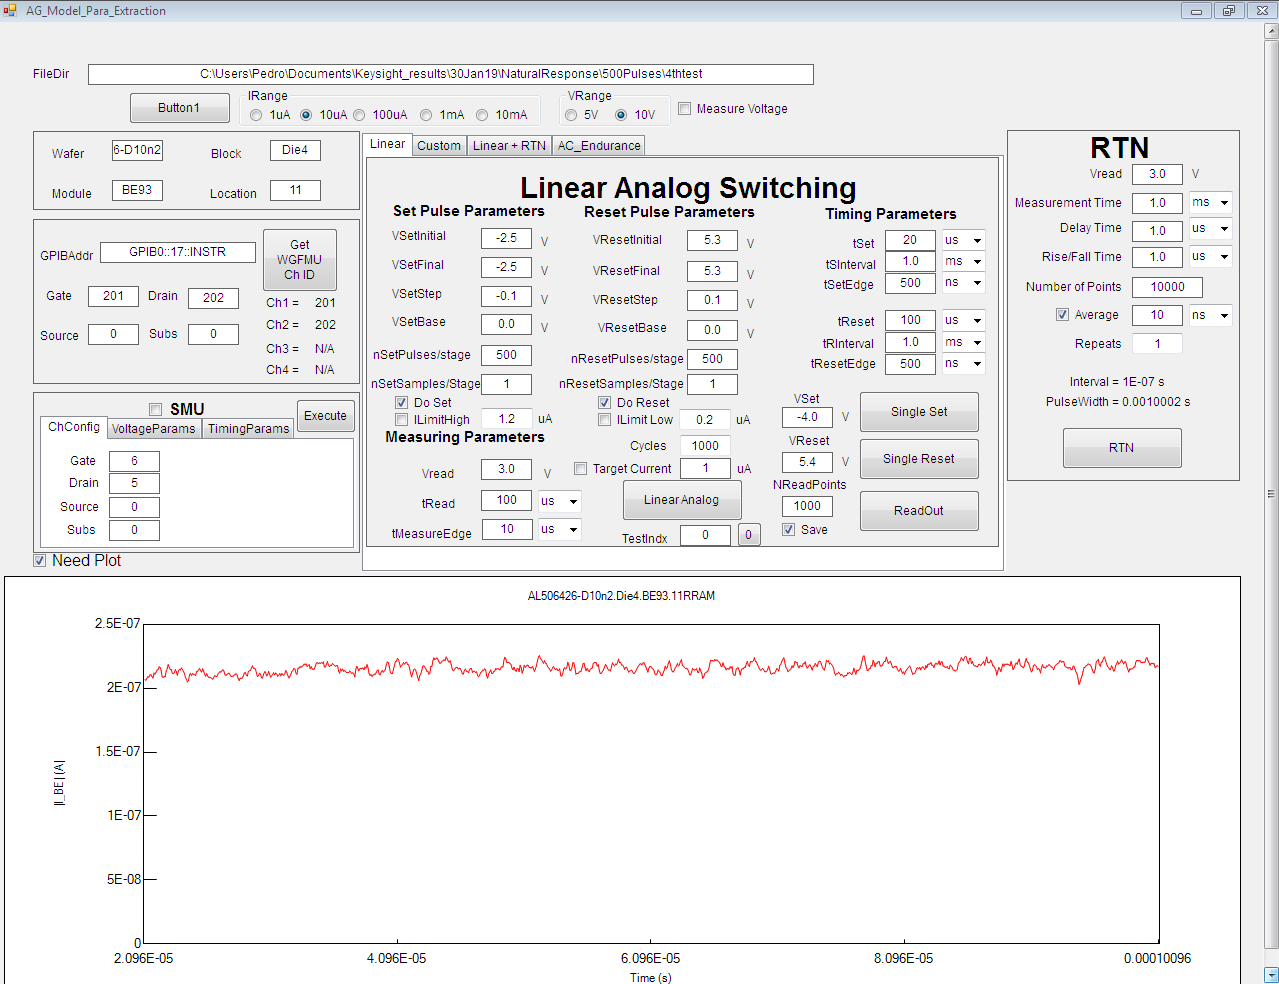 AG_Model_Para_Extraction
FileDir C:\Users\Pedro\Documents\Keysight_results\30Jan19\NaturalResponse\500Pulses\4thtest
Button1
IRange
1uA 10uA 100uA 1mA 10mA
VRange
5V 10V
Measure Voltage
Wafer 6-D10n2 Block Die4
Module BE93 Location 11
GPIBAddr GPIB0::17::INSTR
Get WGFMU Ch ID
Gate 201 Drain 202
Source 0 Subs 0
Ch1 = 201
Ch2 = 202
Ch3 = N/A
Ch4 = N/A
SMU
Execute
ChConfig VoltageParams TimingParams
Gate 6
Drain 5
Source 0
Subs 0
Need Plot
Linear Custom Linear + RTN AC_Endurance
Linear Analog Switching
Set Pulse Parameters
VSetInitial -2.5 V
VSetFinal -2.5 V
VSetStep -0.1 V
VSetBase 0.0 V
nSetPulses/stage 500
nSetSamples/Stage 1
Do Set
ILimitHigh 1.2 uA
Measuring Parameters
Vread 3.0 V
tRead 100 us
tMeasureEdge 10 us
Reset Pulse Parameters
VResetInitial 5.3 V
VResetFinal 5.3 V
VResetStep 0.1 V
VResetBase 0.0 V
nResetPulses/stage 500
nResetSamples/Stage 1
Do Reset
ILimit Low 0.2 uA
Cycles 1000
Target Current 1 uA
Linear Analog
TestIndx 0 0
Timing Parameters
tSet 20 us
tSInterval 1.0 ms
tSetEdge 500 ns
tReset 100 us
tRInterval 1.0 ms
tResetEdge 500 ns
VSet
-4.0 V
Single Set
VReset
5.4 V
Single Reset
NReadPoints
1000
ReadOut
Save
RTN
Vread 3.0 V
Measurement Time 1.0 ms
Delay Time 1.0 us
Rise/Fall Time 1.0 us
Number of Points 10000
Average 10 ns
Repeats 1
Interval = 1E-07 s
PulseWidth = 0.0010002 s
RTN
AL506426-D10n2.Die4.BE93.11RRAM
2.5E-07
2E-07
1.5E-07
1E-07
5E-08
0
|I_BE| (A)
2.096E-05 4.096E-05 6.096E-05 8.096E-05 0.00010096
Time (s)